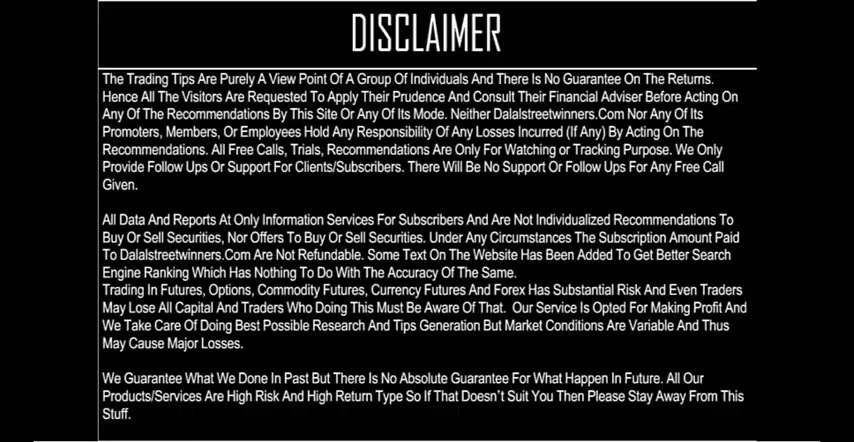 DISCLAIMER
The Trading Tips Are Purely A View Point Of A Group Of Individuals And There Is No Guarantee On The Returns.
Hence All The Visitors Are Requested To Apply Their Prudence And Consult Their Financial Adviser Before Acting On
Any Of The Recommendations By This Site Or Any Of Its Mode. Neither Dalalstreetwinners.Com Nor Any Of Its
Promoters, Members, Or Employees Hold Any Responsibility Of Any Losses Incurred (If Any) By Acting On The
Recommendations. All Free Calls, Trials, Recommendations Are Only For Watching or Tracking Purpose. We Only
Provide Follow Ups Or Support For Clients/Subscribers. There Will Be No Support Or Follow Ups For Any Free Call
Given.
All Data And Reports At Only Information Services For Subscribers And Are Not Individualized Recommendations To
Buy Or Sell Securities, Nor Offers To Buy Or Sell Securities. Under Any Circumstances The Subscription Amount Paid
To Dalalstreetwinners.Com Are Not Refundable. Some Text On The Website Has Been Added To Get Better Search
Engine Ranking Which Has Nothing To Do With The Accuracy Of The Same.
Trading In Futures, Options, Commodity Futures, Currency Futures And Forex Has Substantial Risk And Even Traders
May Lose All Capital And Traders Who Doing This Must Be Aware Of That. Our Service Is Opted For Making Profit And
We Take Care Of Doing Best Possible Research And Tips Generation But Market Conditions Are Variable And Thus
May Cause Major Losses.
We Guarantee What We Done In Past But There Is No Absolute Guarantee For What Happen In Future. All Our
Products/Services Are High Risk And High Return Type So If That Doesn't Suit You Then Please Stay Away From This
Stuff.